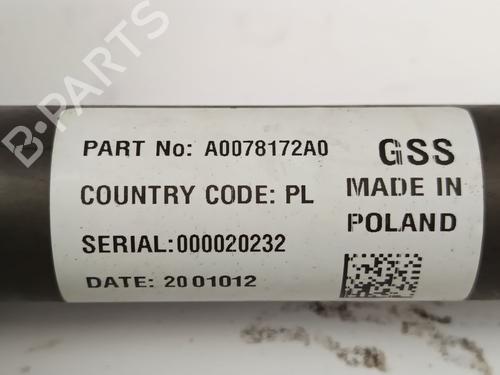 B-PARTS
PART No: A0078172A0
COUNTRY CODE: PL
SERIAL:000020232
DATE: 2001012
GSS
MADE IN
POLAND